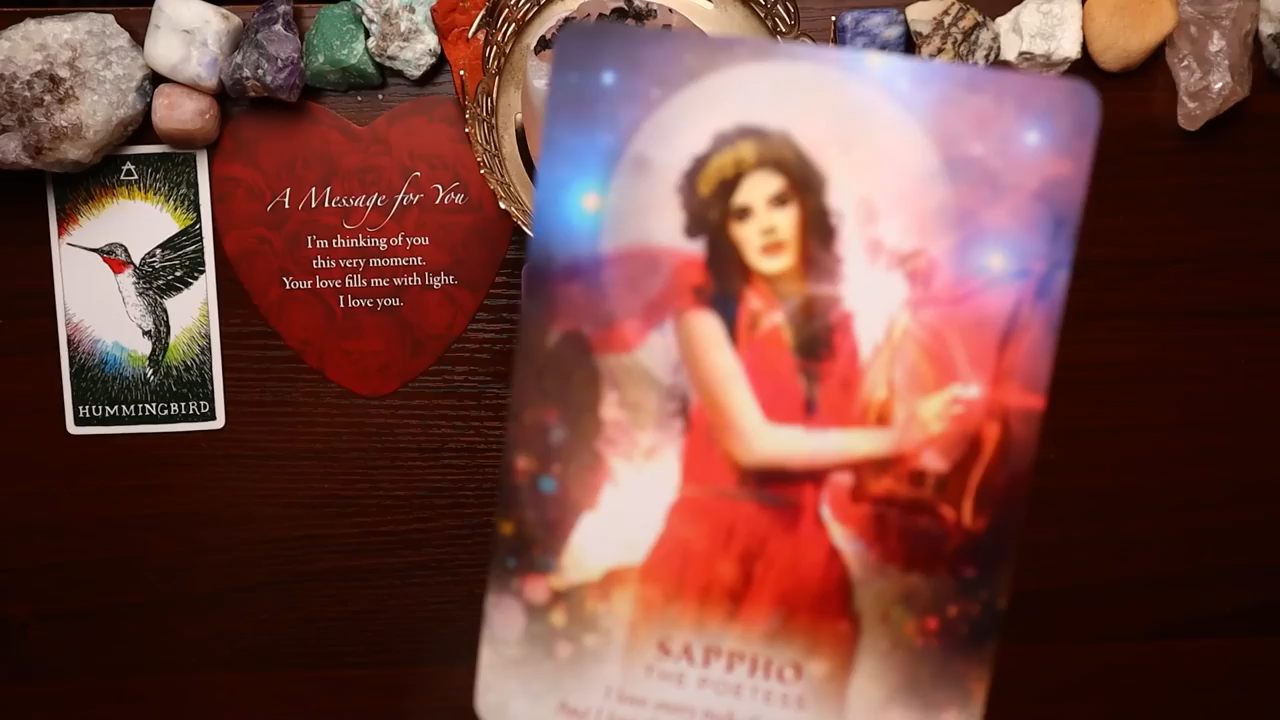 A Message for You
I'm thinking of you
this very moment.
Your love fills me with light.
I love you.
HUMMINGBIRD
SAPPHO
THE POETESS